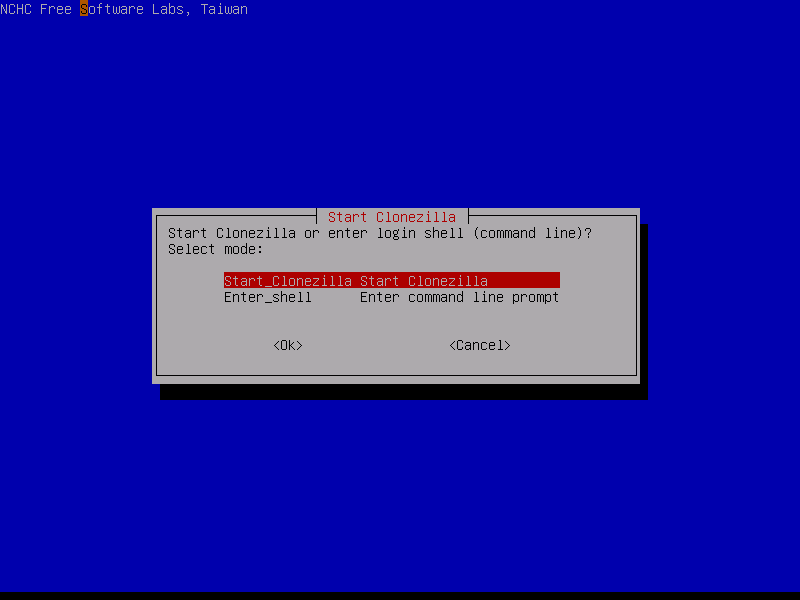 NCHC Free Software Labs, Taiwan
Start Clonezilla
Start Clonezilla or enter login shell (command line)?
Select mode:
Start_Clonezilla Start Clonezilla
Enter_shell Enter command line prompt
<Ok> <Cancel>